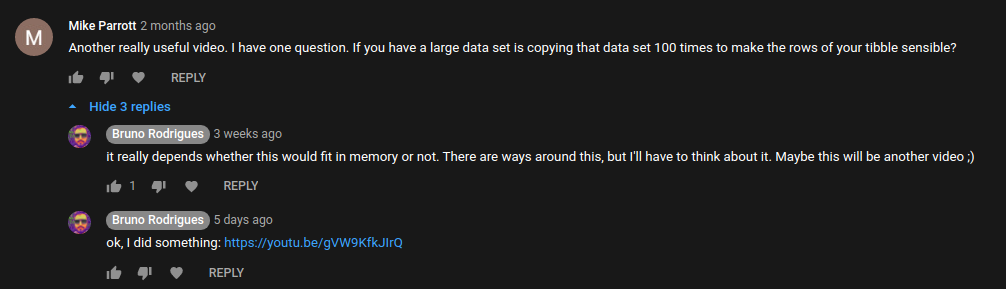 M
Mike Parrott 2 months ago
Another really useful video. I have one question. If you have a large data set is copying that data set 100 times to make the rows of your tibble sensible?
REPLY
Hide 3 replies
Bruno Rodrigues 3 weeks ago
it really depends whether this would fit in memory or not. There are ways around this, but I'll have to think about it. Maybe this will be another video ;)
1 REPLY
Bruno Rodrigues 5 days ago
ok, I did something: https://youtu.be/gVW9KfkJIrQ
REPLY